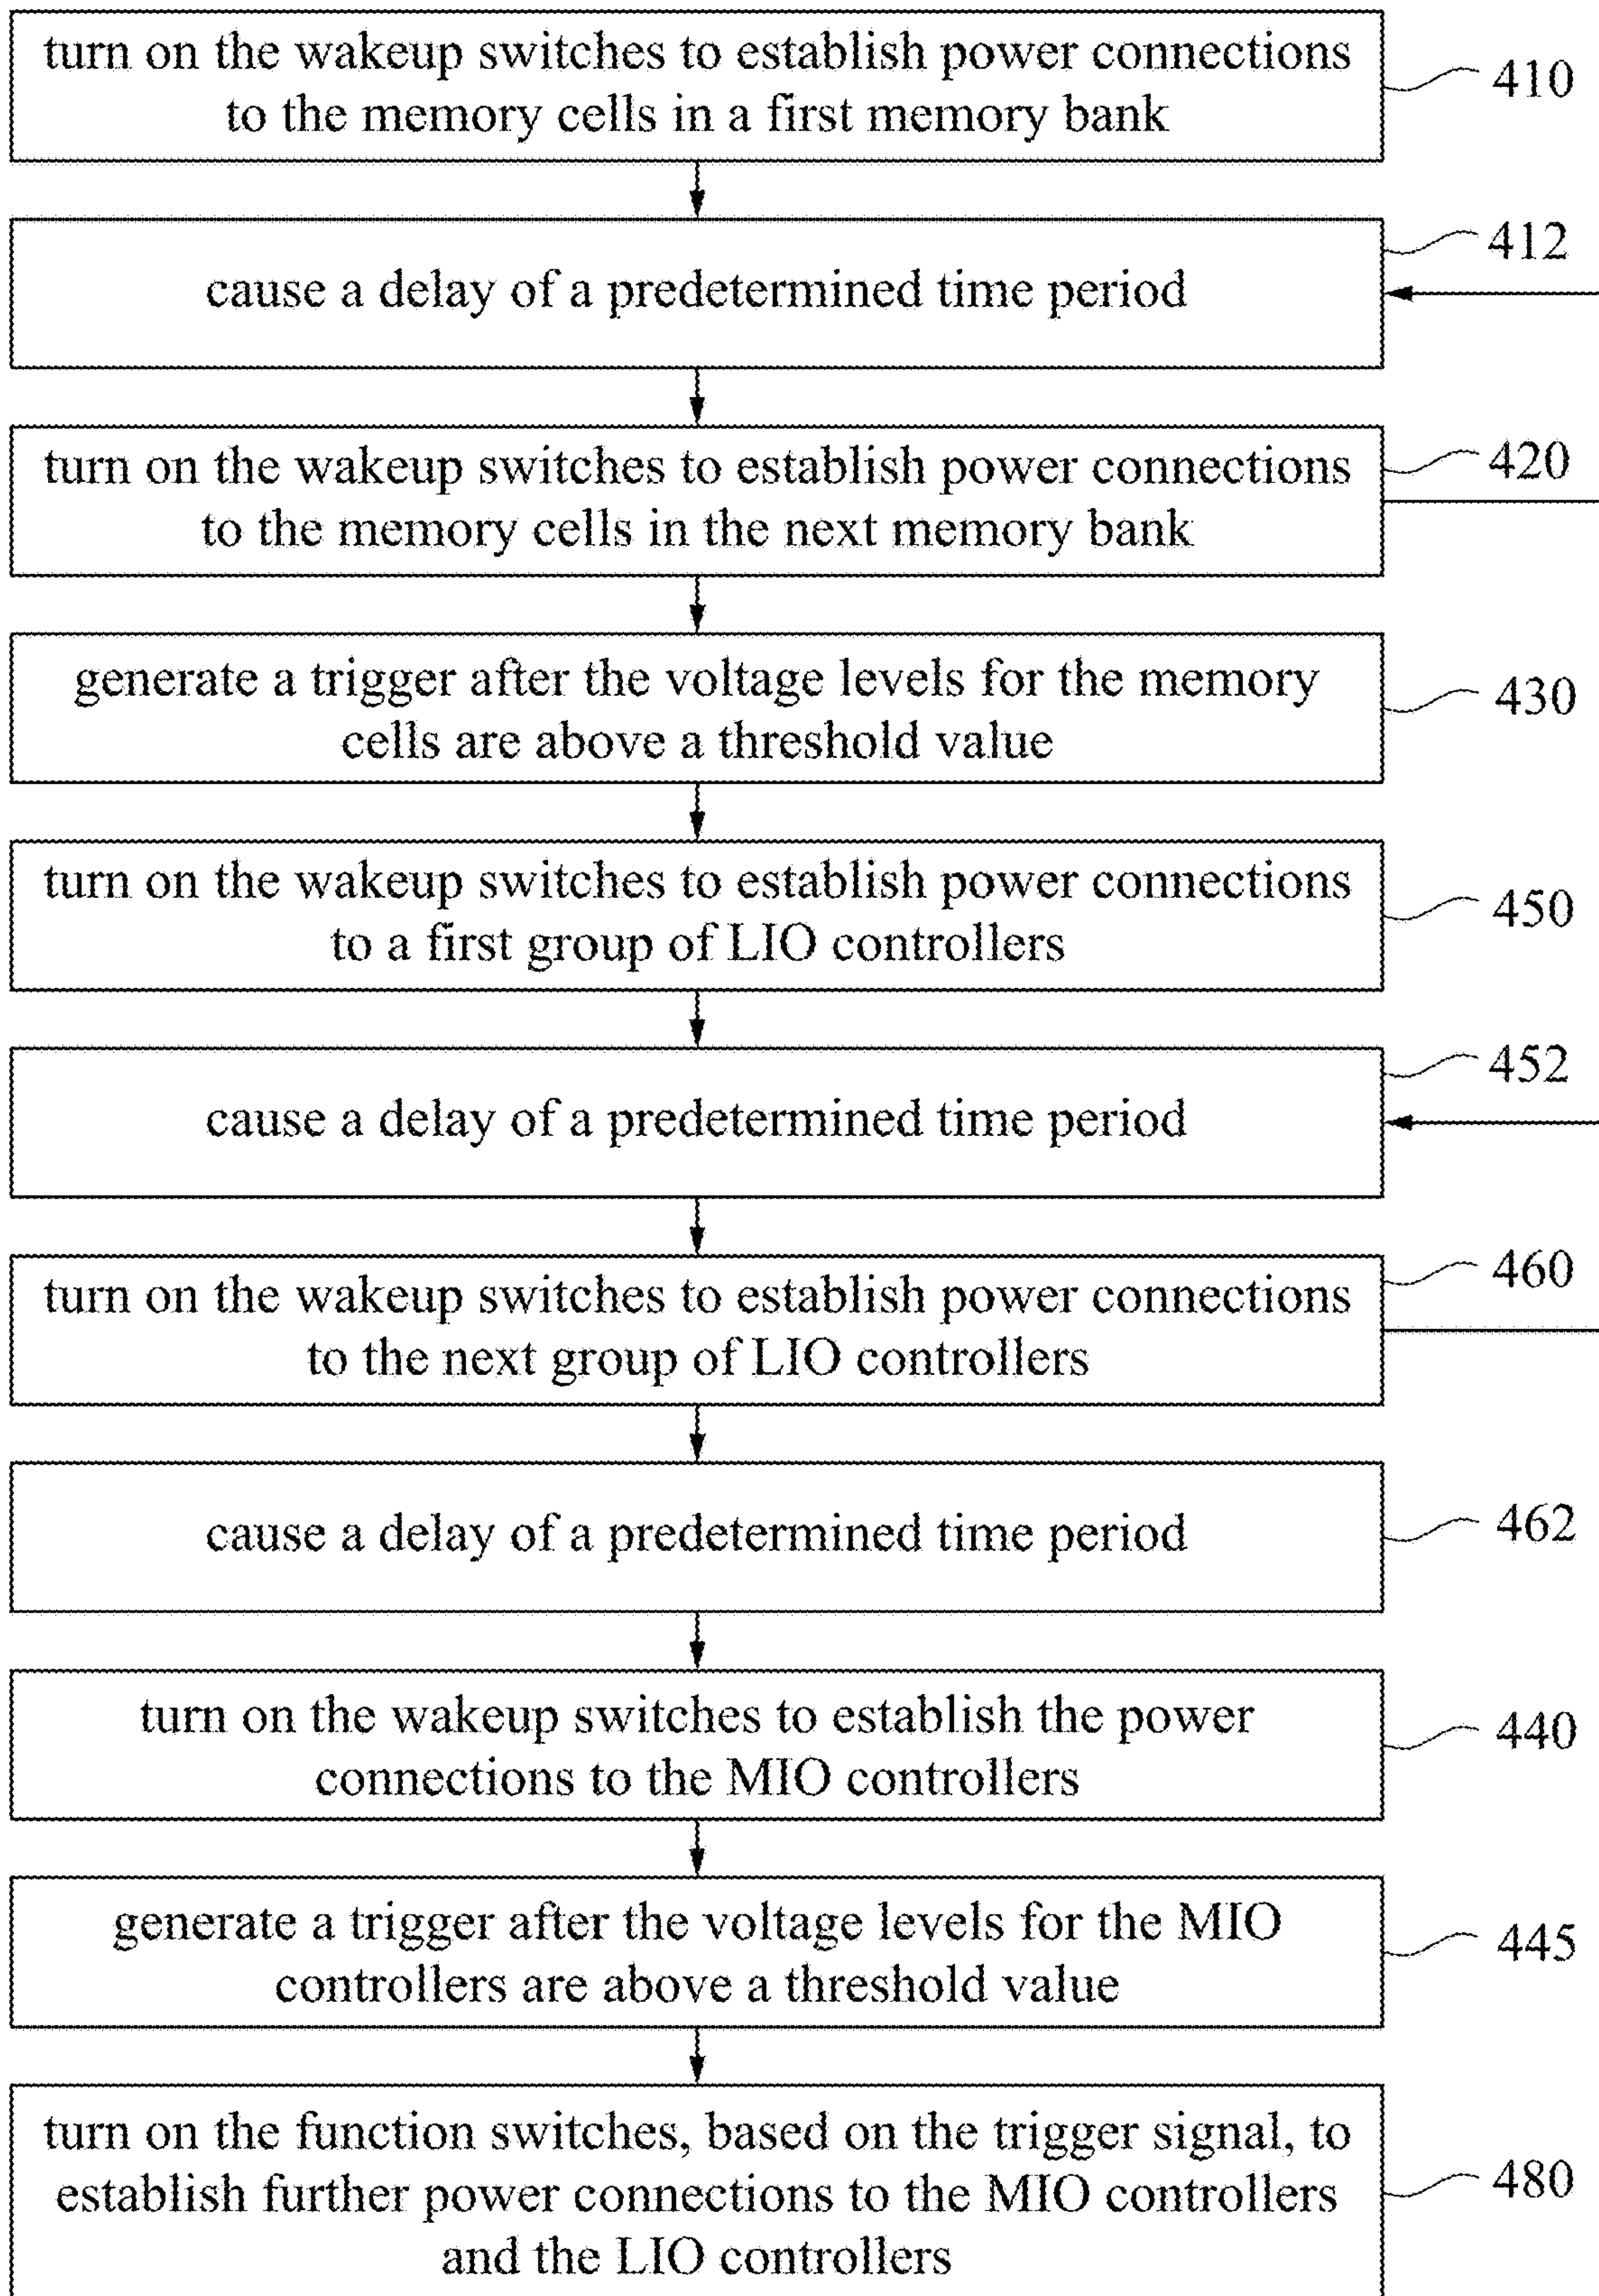 turn on the wakeup switches to establish power connections
to the memory cells in a first memory bank
410
cause a delay of a predetermined time period
412
turn on the wakeup switches to establish power connections
to the memory cells in the next memory bank
420
generate a trigger after the voltage levels for the memory
cells are above a threshold value
430
turn on the wakeup switches to establish power connections
to a first group of LIO controllers
450
cause a delay of a predetermined time period
452
turn on the wakeup switches to establish power connections
to the next group of LIO controllers
460
cause a delay of a predetermined time period
462
turn on the wakeup switches to establish the power
connections to the MIO controllers
440
generate a trigger after the voltage levels for the MIO
controllers are above a threshold value
445
turn on the function switches, based on the trigger signal, to
establish further power connections to the MIO controllers
and the LIO controllers
480